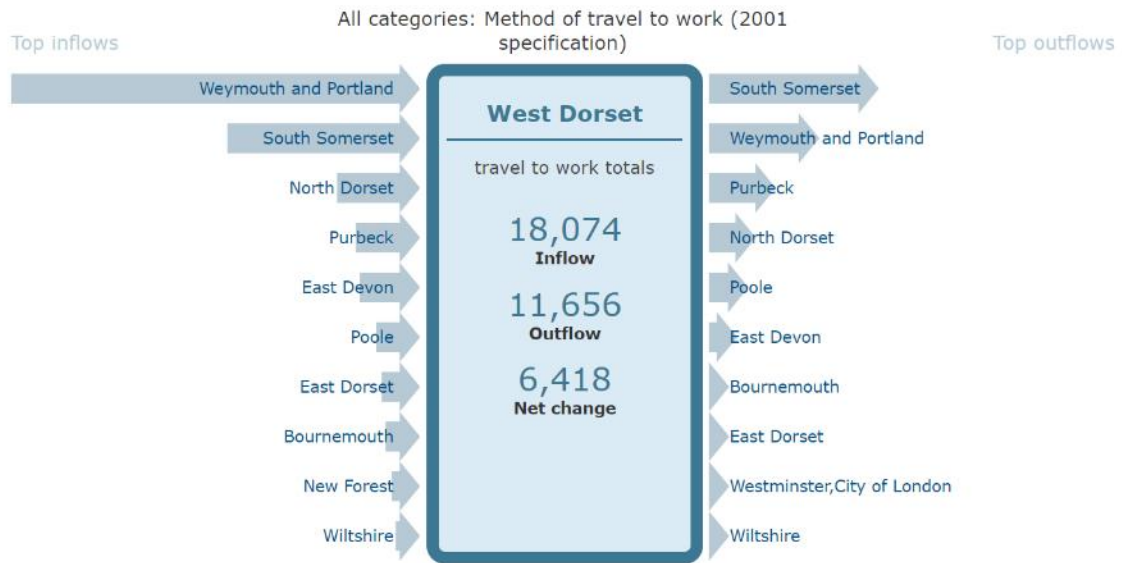 All categories: Method of travel to work (2001
specification)
Top inflows
Top outflows
Weymouth and Portland
South Somerset
North Dorset
Purbeck
East Devon
Poole
East Dorset
Bournemouth
New Forest
Wiltshire
West Dorset
travel to work totals
18,074
Inflow
11,656
Outflow
6,418
Net change
South Somerset
Weymouth and Portland
Purbeck
North Dorset
Poole
East Devon
Bournemouth
East Dorset
Westminster,City of London
Wiltshire